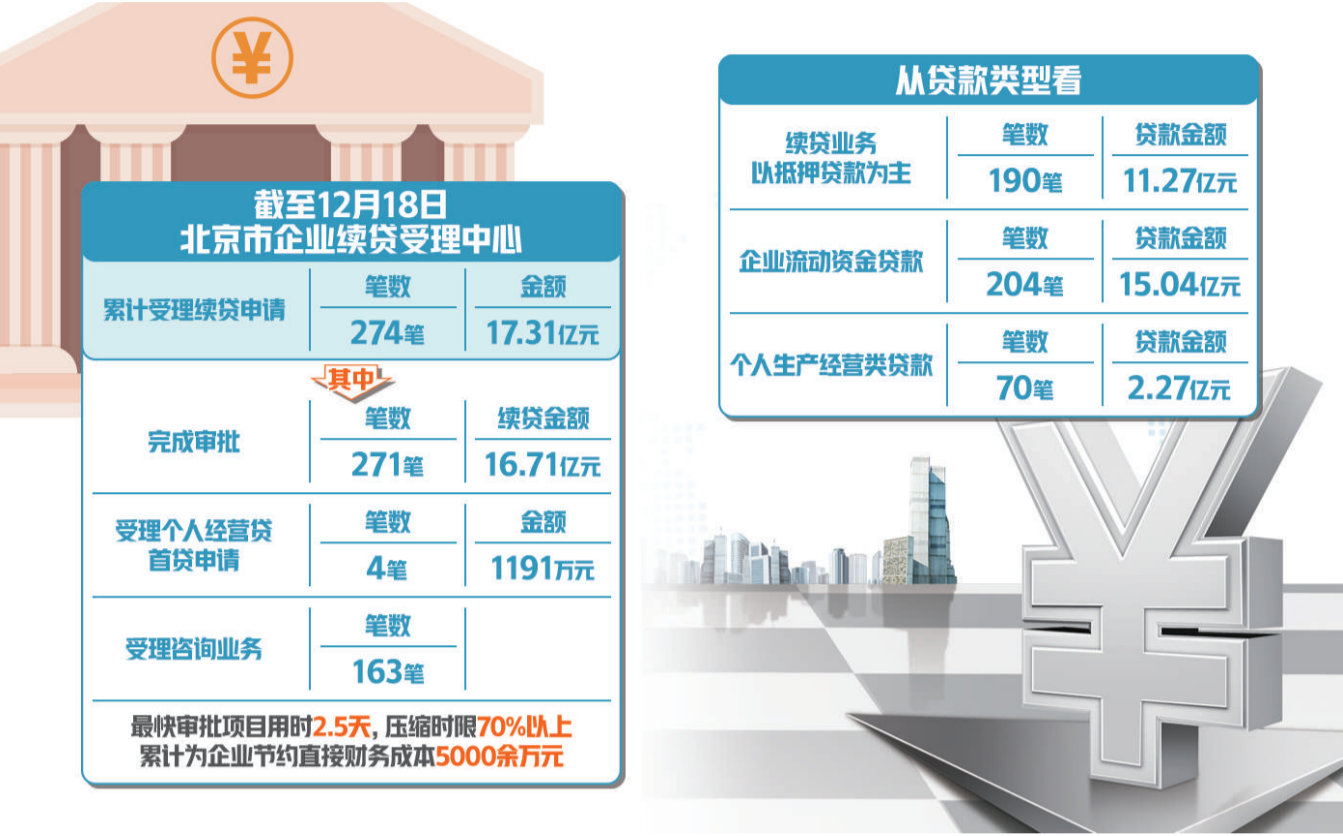 ¥
截至12月18日
北京市企业续贷受理中心
累计受理续贷申请
笔数
274笔
金额
17.31亿元
其中
完成审批
笔数
271笔
续贷金额
16.71亿元
受理个人经营贷
首贷申请
笔数
4笔
金额
1191万元
受理咨询业务
笔数
163笔
最快审批项目用时2.5天，压缩时限70%以上
累计为企业节约直接财务成本5000余万元
从贷款类型看
续贷业务
以抵押贷款为主
笔数
190笔
贷款金额
11.27亿元
企业流动资金贷款
笔数
204笔
贷款金额
15.04亿元
个人生产经营类贷款
笔数
70笔
贷款金额
2.27亿元
¥